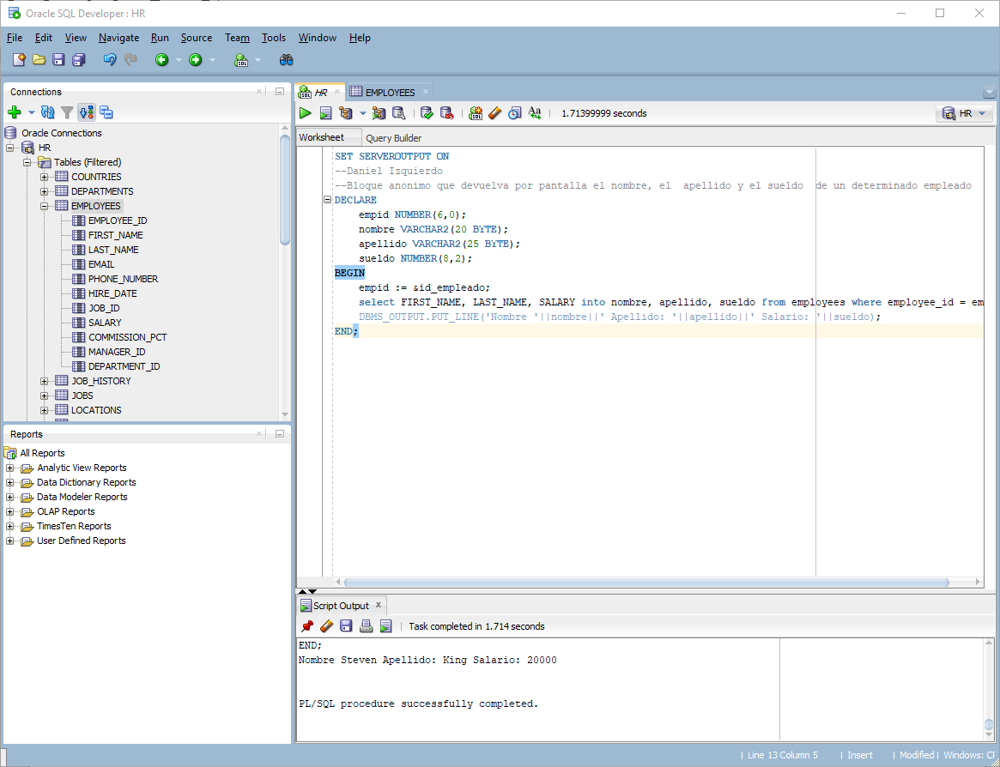 Oracle SQL Developer : HR
File Edit View Navigate Run Source Team Tools Window Help
Connections
Oracle Connections
HR
Tables (Filtered)
COUNTRIES
DEPARTMENTS
EMPLOYEES
EMPLOYEE_ID
FIRST_NAME
LAST_NAME
EMAIL
PHONE_NUMBER
HIRE_DATE
JOB_ID
SALARY
COMMISSION_PCT
MANAGER_ID
DEPARTMENT_ID
JOB_HISTORY
JOBS
LOCATIONS
Reports
All Reports
Analytic View Reports
Data Dictionary Reports
Data Modeler Reports
OLAP Reports
TimesTen Reports
User Defined Reports
HR EMPLOYEES
1.71399999 seconds
HR
Worksheet Query Builder
SET SERVEROUTPUT ON
--Daniel Izquierdo
--Bloque anonimo que devuelva por pantalla el nombre, el  apellido y el sueldo  de un determinado empleado
DECLARE
empid NUMBER(6,0);
nombre VARCHAR2(20 BYTE);
apellido VARCHAR2(25 BYTE);
sueldo NUMBER(8,2);
BEGIN
empid := &id_empleado;
select FIRST_NAME, LAST_NAME, SALARY into nombre, apellido, sueldo from employees where employee_id = em
DBMS_OUTPUT.PUT_LINE('Nombre '||nombre||' Apellido: '||apellido||' Salario: '||sueldo);
END;
Script Output
Task completed in 1.714 seconds
END;
Nombre Steven Apellido: King Salario: 20000
PL/SQL procedure successfully completed.
| Line 13 Column 5 | Insert | Modified | Windows: CF